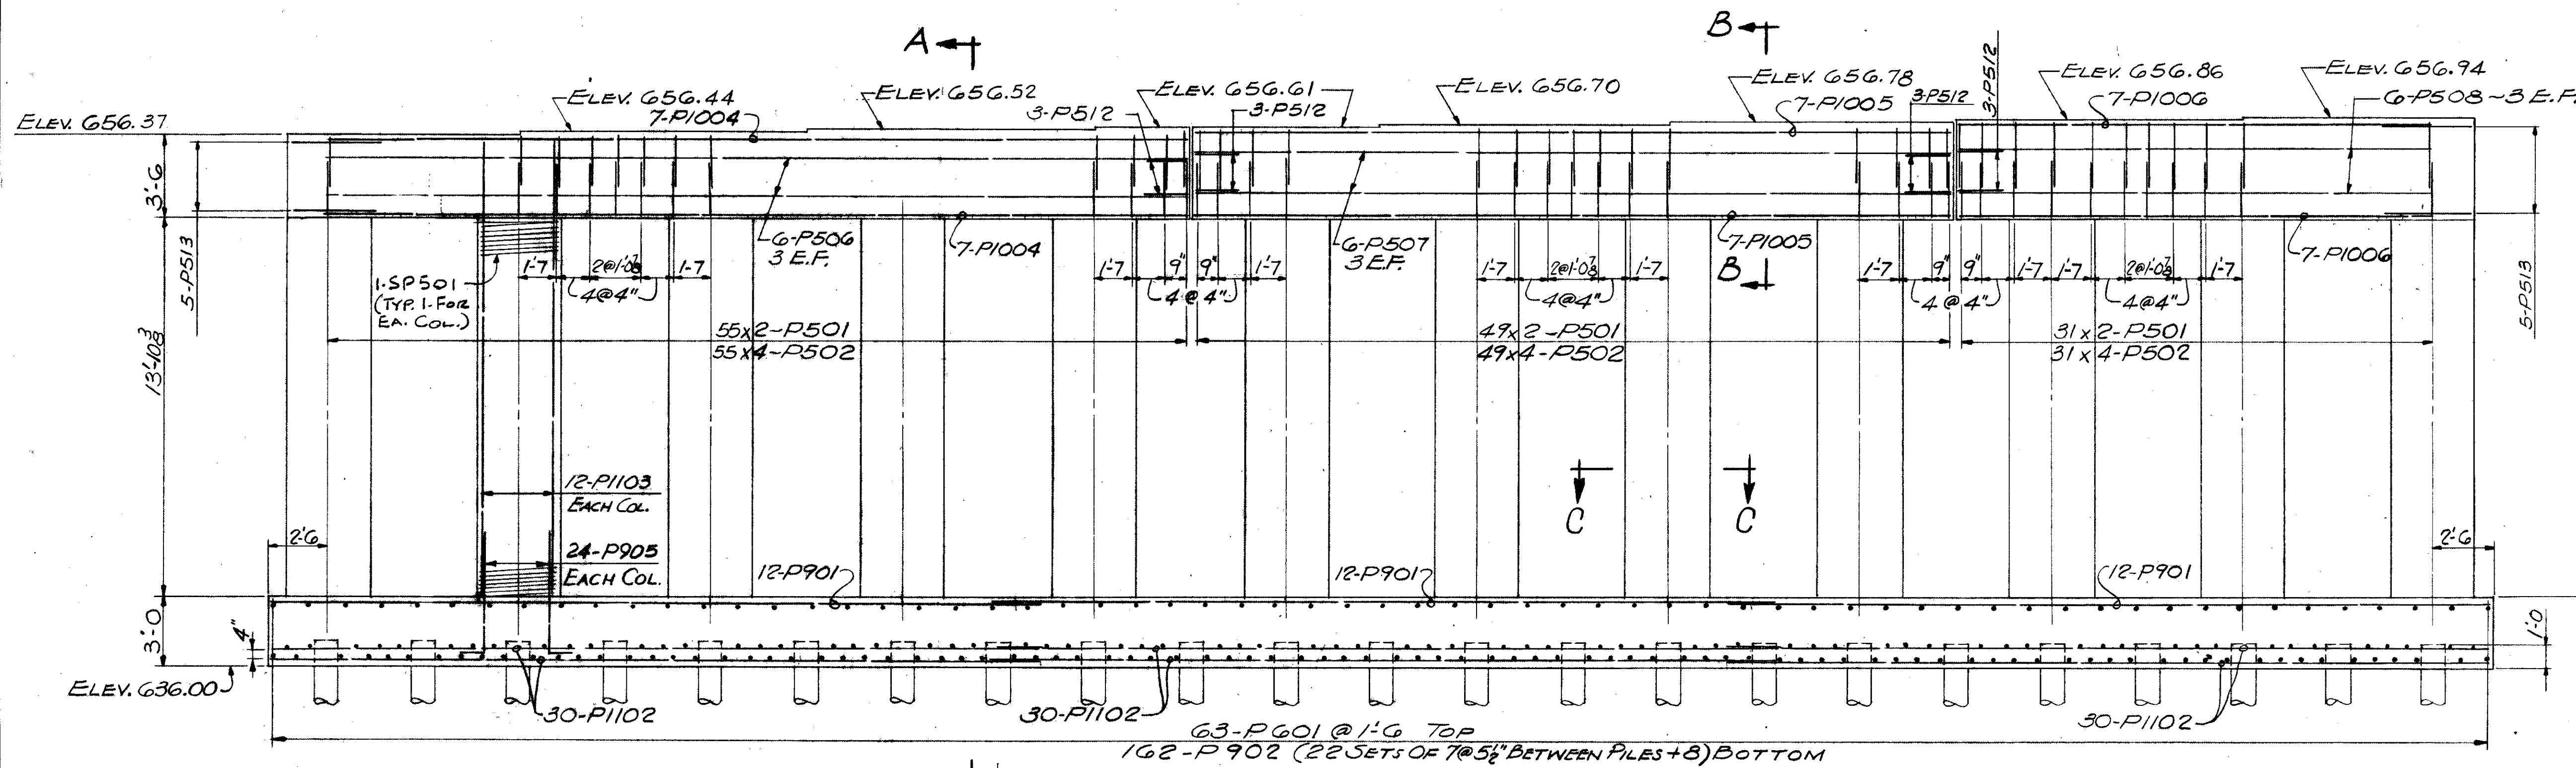 A
B
ELEV. 656.37
ELEV. 656.44
7-P1004
ELEV. 656.52
ELEV. 656.61
3-P512
3-P512
ELEV. 656.70
ELEV. 656.78
7-P1005
3-P512
3-P512
ELEV. 656.86
7-P1006
ELEV. 656.94
6-P508~3 E.F.
3'-6
5-P513
13'-10⅜
1-SP501
(TYP. 1-FOR
EA. COL.)
1'-7
2@1'-0⅞
1'-7
4@4"
6-P506
3 E.F.
7-P1004
1'-7
9"
9"
1'-7
4@4"
6-P507
3 E.F.
1'-7
2@1'-0⅞
1'-7
4@4"
7-P1005
B
1'-7
9"
9"
1'-7
1'-7
4@4"
2@1'-0⅞
1'-7
4@4"
7-P1006
5-P513
55x2-P501
55x4-P502
49x2-P501
49x4-P502
31x2-P501
31x4-P502
12-P1103
EACH COL.
C
C
2'-6
24-P905
EACH COL.
12-P901
12-P901
12-P901
2'-6
3'-0
4"
1'-0
ELEV. 636.00
30-P1102
30-P1102
30-P1102
63-P601 @ 1'-6 TOP
162-P902 (22 SETS OF 7@5½" BETWEEN PILES +8) BOTTOM